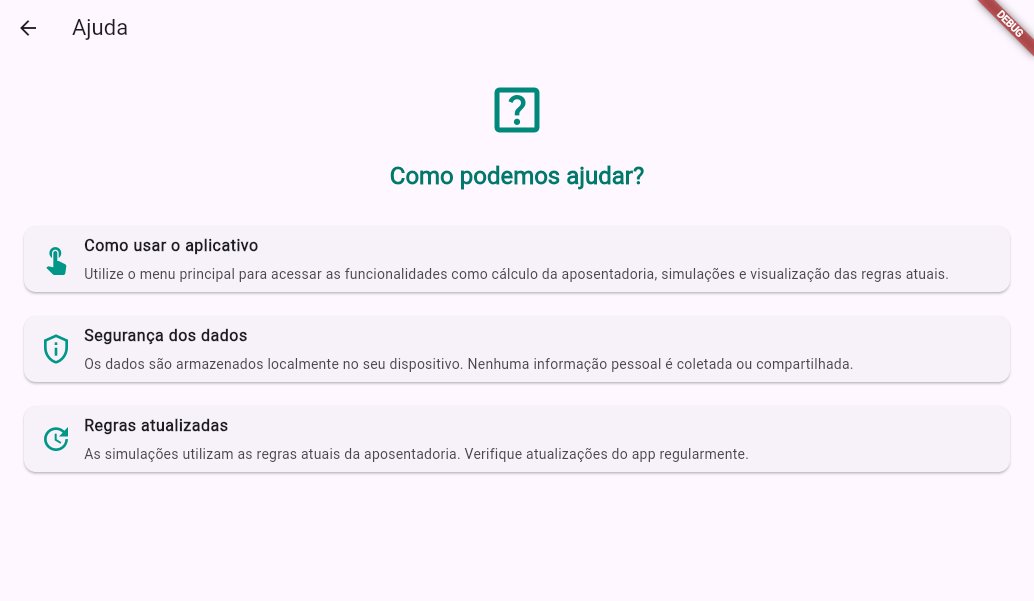 Ajuda
DEBUG
?
Como podemos ajudar?
Como usar o aplicativo
Utilize o menu principal para acessar as funcionalidades como cálculo da aposentadoria, simulações e visualização das regras atuais.
Segurança dos dados
Os dados são armazenados localmente no seu dispositivo. Nenhuma informação pessoal é coletada ou compartilhada.
Regras atualizadas
As simulações utilizam as regras atuais da aposentadoria. Verifique atualizações do app regularmente.